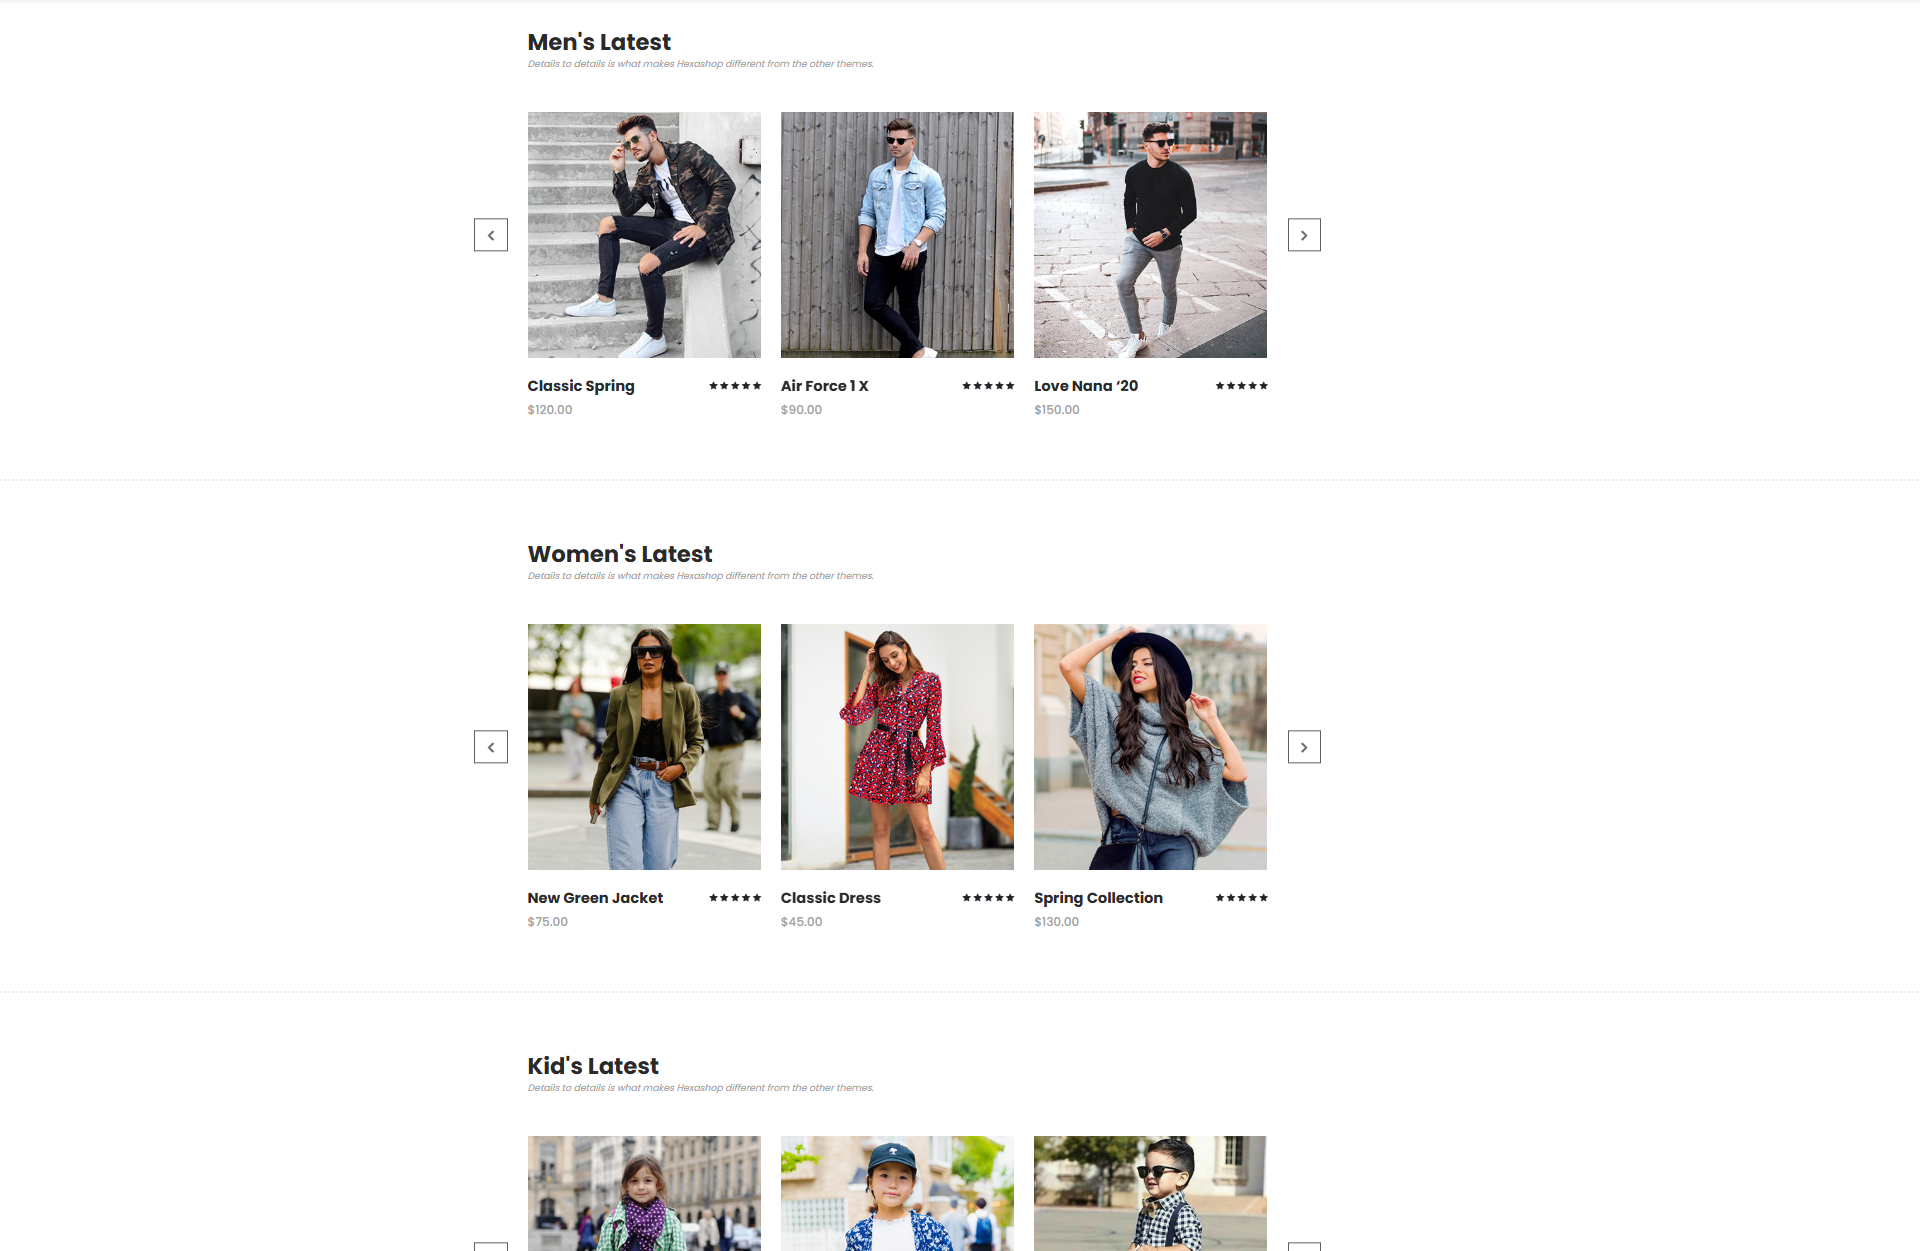 Men's Latest
Details to details is what makes Hexashop different from the other themes.
Classic Spring
$120.00
Air Force 1 X
$90.00
Love Nana ‘20
$150.00
Women's Latest
Details to details is what makes Hexashop different from the other themes.
New Green Jacket
$75.00
Classic Dress
$45.00
Spring Collection
$130.00
Kid's Latest
Details to details is what makes Hexashop different from the other themes.